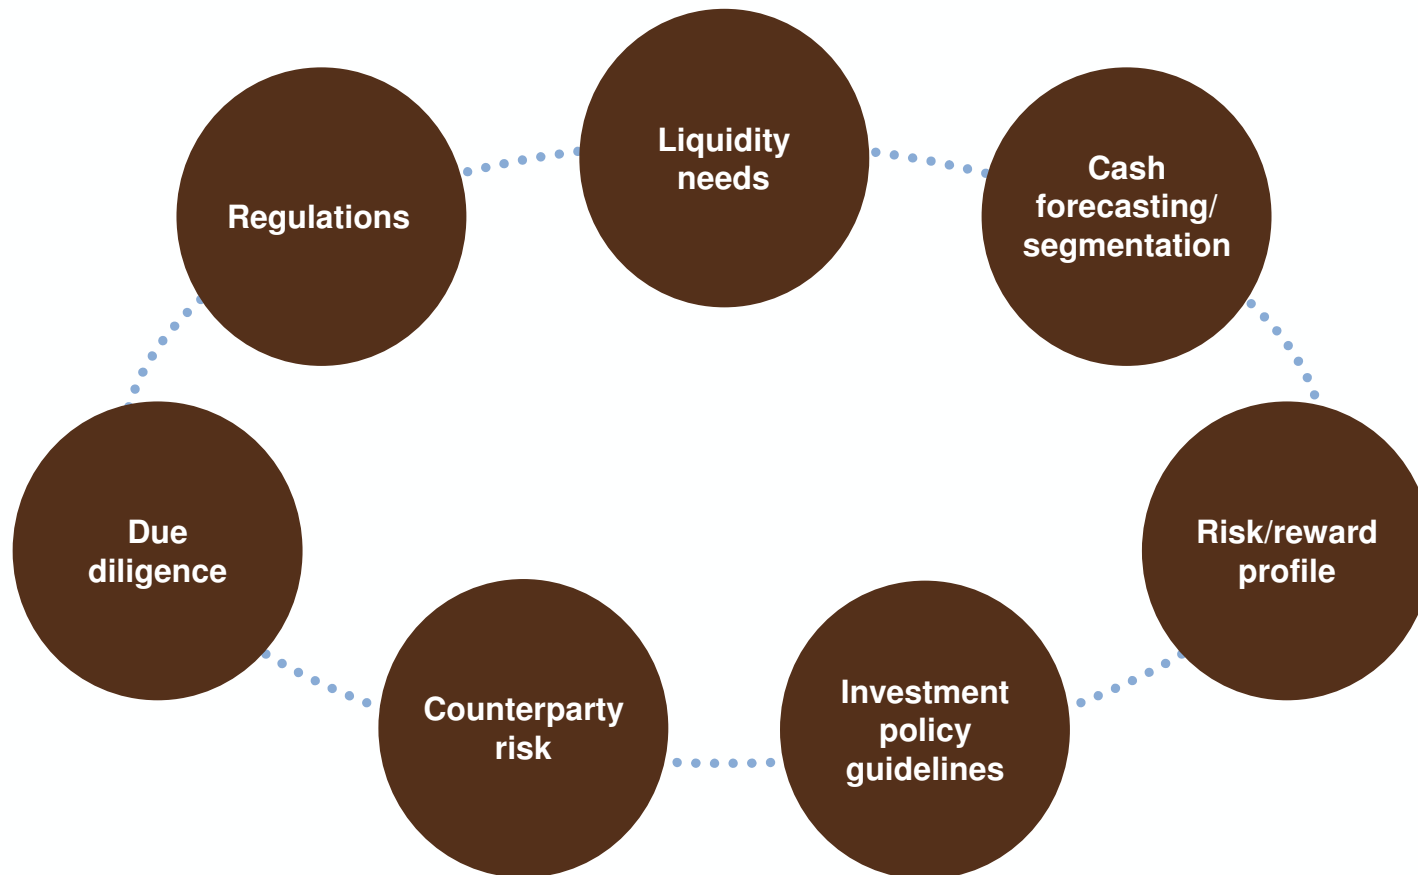 Liquidity
needs
Cash
forecasting/
segmentation
Regulations
Risk/reward
profile
Due
diligence
Investment
policy
guidelines
Counterparty
risk